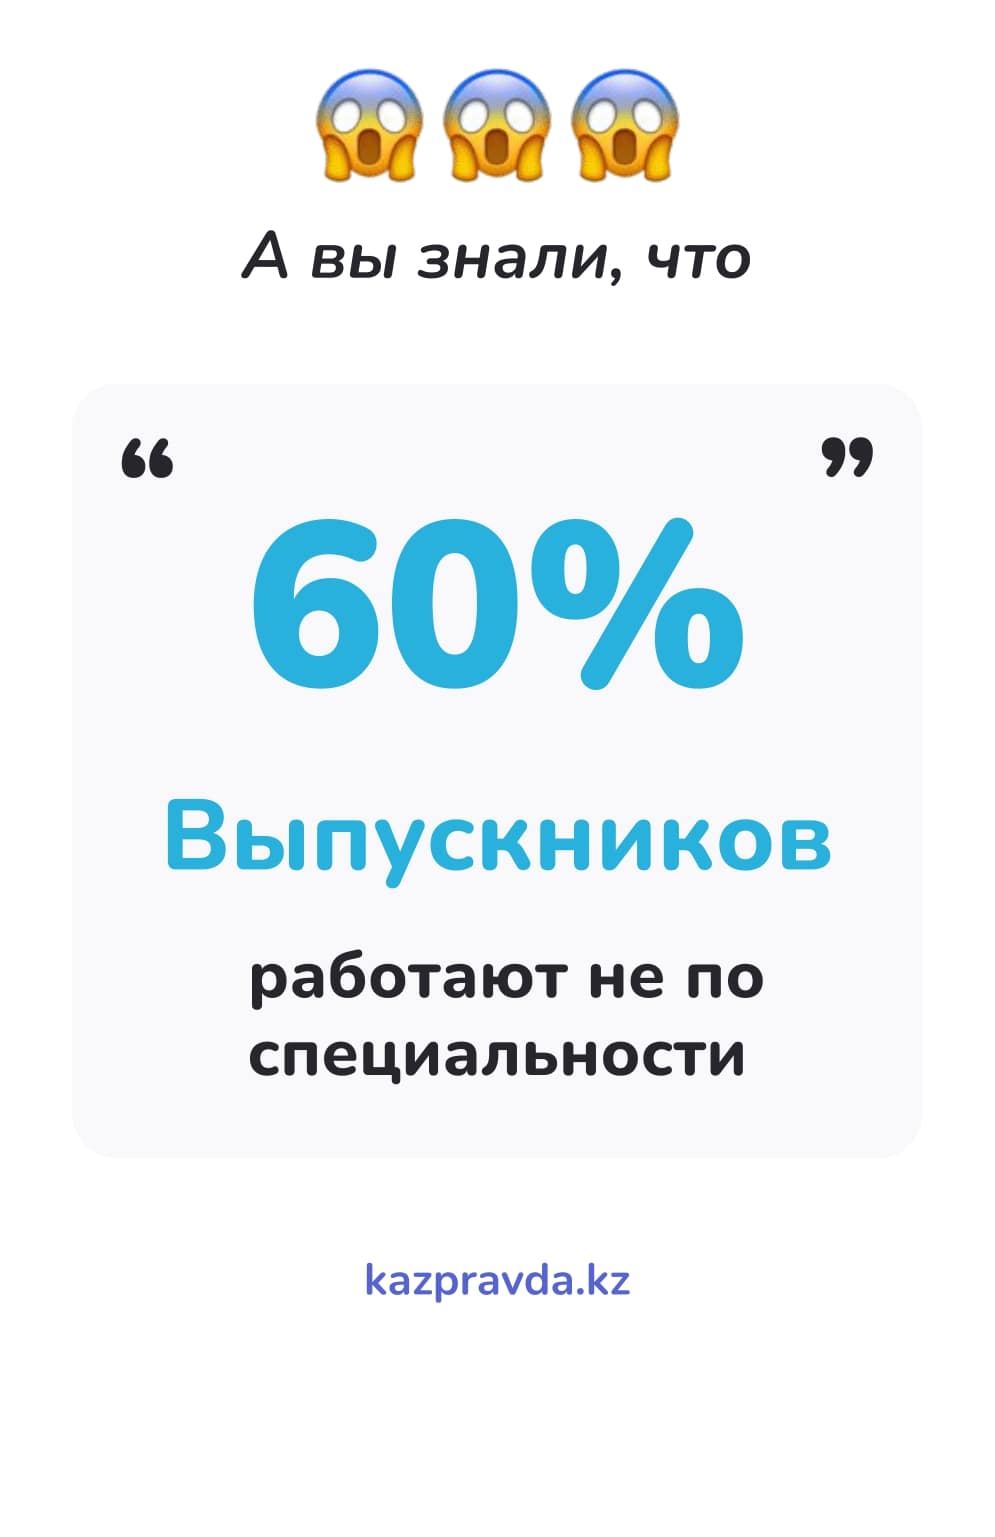 А вы знали, что
“ ”
60%
Выпускников
работают не по
специальности
kazpravda.kz